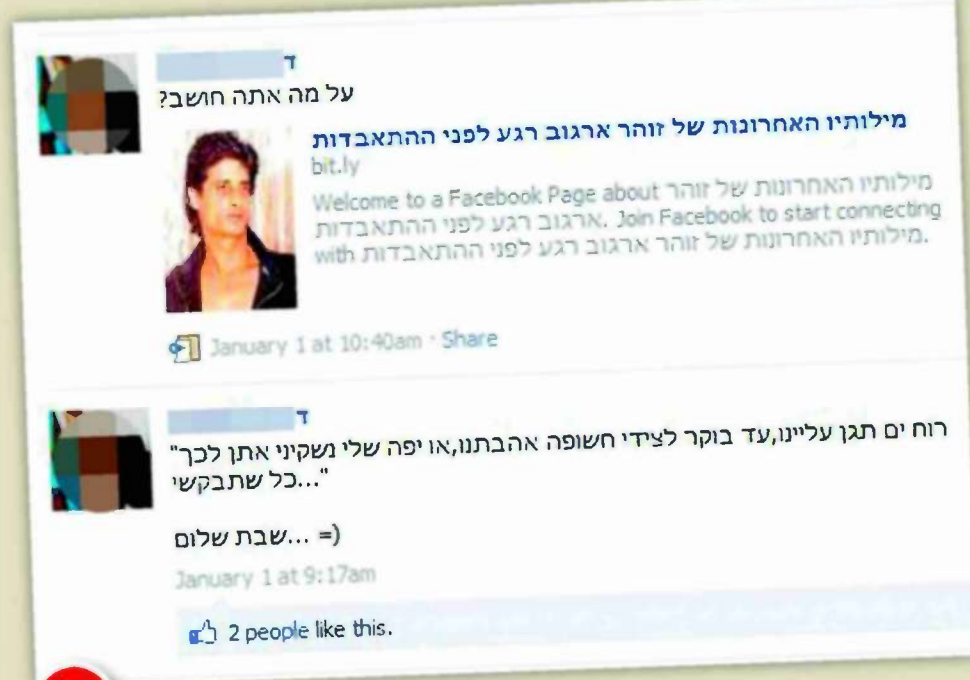 ד
על מה אתה חושב?
מילותיו האחרונות של זוהר ארגוב רגע לפני ההתאבדות
bit.ly
Welcome to a Facebook Page about מילותיו האחרונות של זוהר
ארגוב רגע לפני ההתאבדות. Join Facebook to start connecting
with מילותיו האחרונות של זוהר ארגוב רגע לפני ההתאבדות.
January 1 at 10:40am · Share
ד
"רוח ים תגן עליינו,עד בוקר לצידי חשופה אהבתנו,או יפה שלי נשקיני אתן לכך
כל שתבקשי..."
שבת שלום... =)
January 1 at 9:17am
2 people like this.